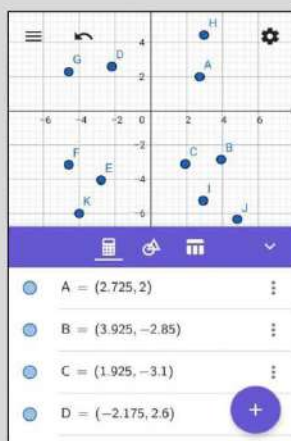 H
4
G
D
A
2
-6
-4
-2
0
2
4
6
-2
F
C
B
E
-4
I
K
-6
J
A = (2.725, 2)
B = (3.925, −2.85)
C = (1.925, −3.1)
D = (−2.175, 2.6)
+